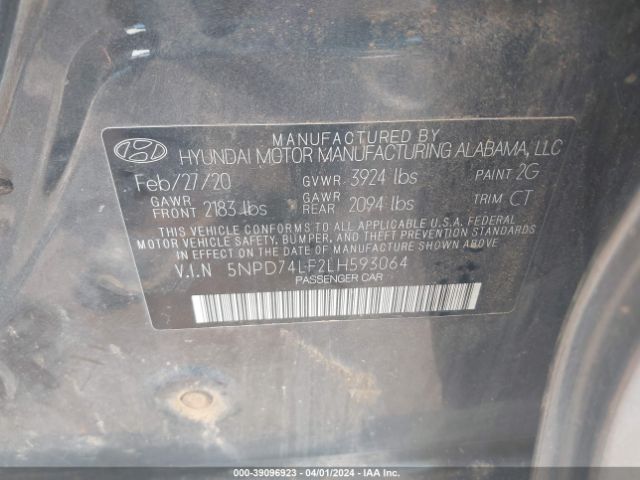 MANUFACTURED BY
HYUNDAI MOTOR MANUFACTURING ALABAMA, LLC
Feb/27/20 GVWR 3924 lbs PAINT 2G
GAWR FRONT 2183 lbs GAWR REAR 2094 lbs TRIM CT
THIS VEHICLE CONFORMS TO ALL APPLICABLE U.S.A. FEDERAL
MOTOR VEHICLE SAFETY, BUMPER, AND THEFT PREVENTION STANDARDS
IN EFFECT ON THE DATE OF MANUFACTURE SHOWN ABOVE.
V.I.N 5NPD74LF2LH593064
PASSENGER CAR
000-39096923 / 04/01/2024 - IAA Inc.